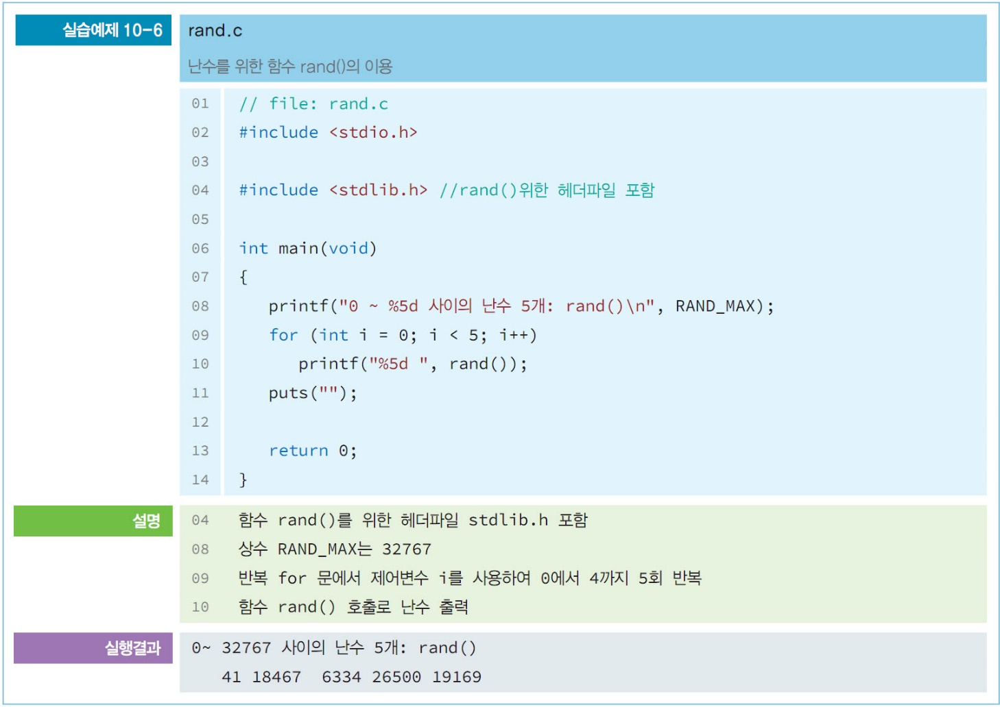 실습예제 10-6
rand.c
난수를 위한 함수 rand()의 이용
01 // file: rand.c
02 #include <stdio.h>
03
04 #include <stdlib.h> //rand()위한 헤더파일 포함
05
06 int main(void)
07 {
08 printf("0 ~ %5d 사이의 난수 5개: rand()\n", RAND_MAX);
09 for (int i = 0; i < 5; i++)
10 printf("%5d ", rand());
11 puts("");
12
13 return 0;
14 }
설명
04 함수 rand()를 위한 헤더파일 stdlib.h 포함
08 상수 RAND_MAX는 32767
09 반복 for 문에서 제어변수 i를 사용하여 0에서 4까지 5회 반복
10 함수 rand() 호출로 난수 출력
실행결과
0~ 32767 사이의 난수 5개: rand()
41 18467 6334 26500 19169